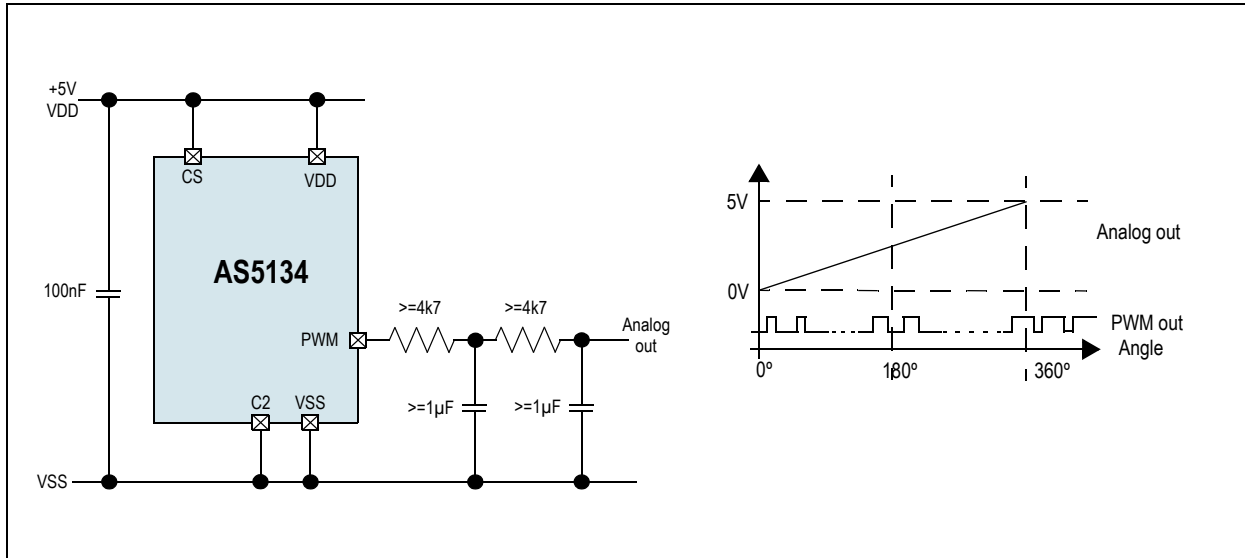 +5V
VDD
CS
VDD
AS5134
100nF
>=4k7
>=4k7
PWM
Analog
out
C2
VSS
>=1µF
>=1µF
VSS
5V
Analog out
0V
PWM out
Angle
0º
180º
360º